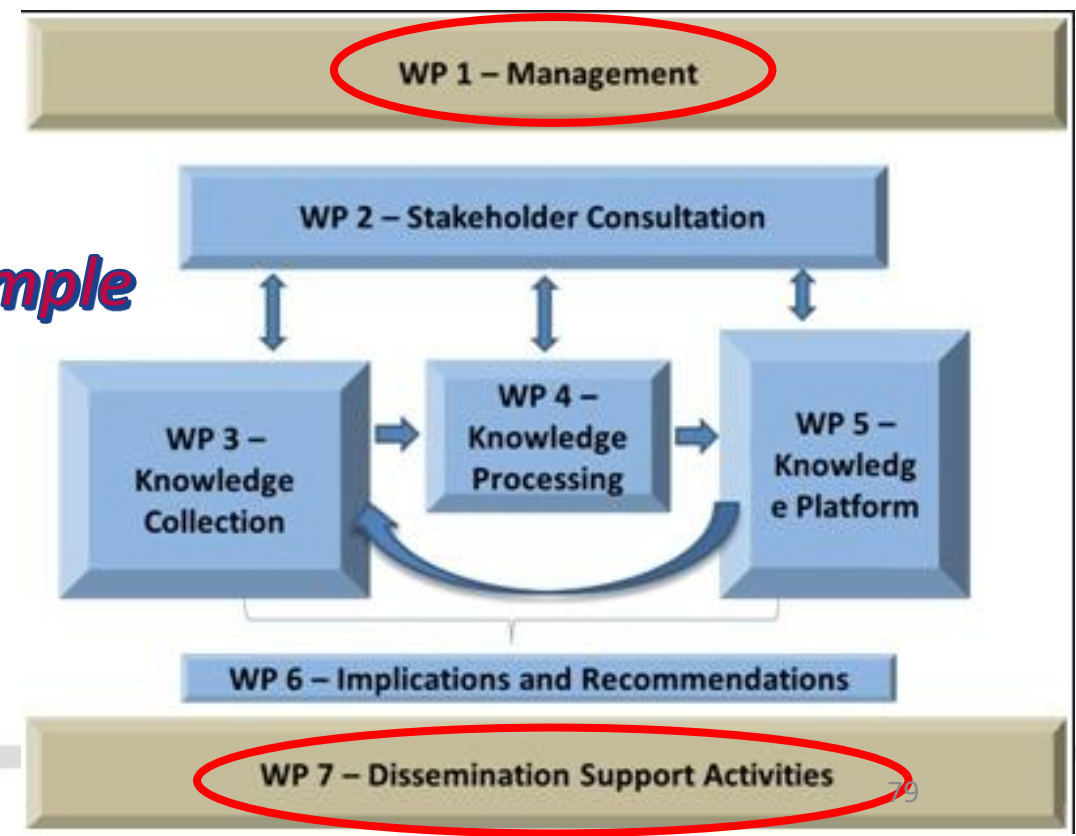 WP 1 – Management
WP 2 – Stakeholder Consultation
mple
WP 3 –
Knowledge
Collection
WP 4 –
Knowledge
Processing
WP 5 –
Knowledg
e Platform
WP 6 – Implications and Recommendations
WP 7 – Dissemination Support Activities
79